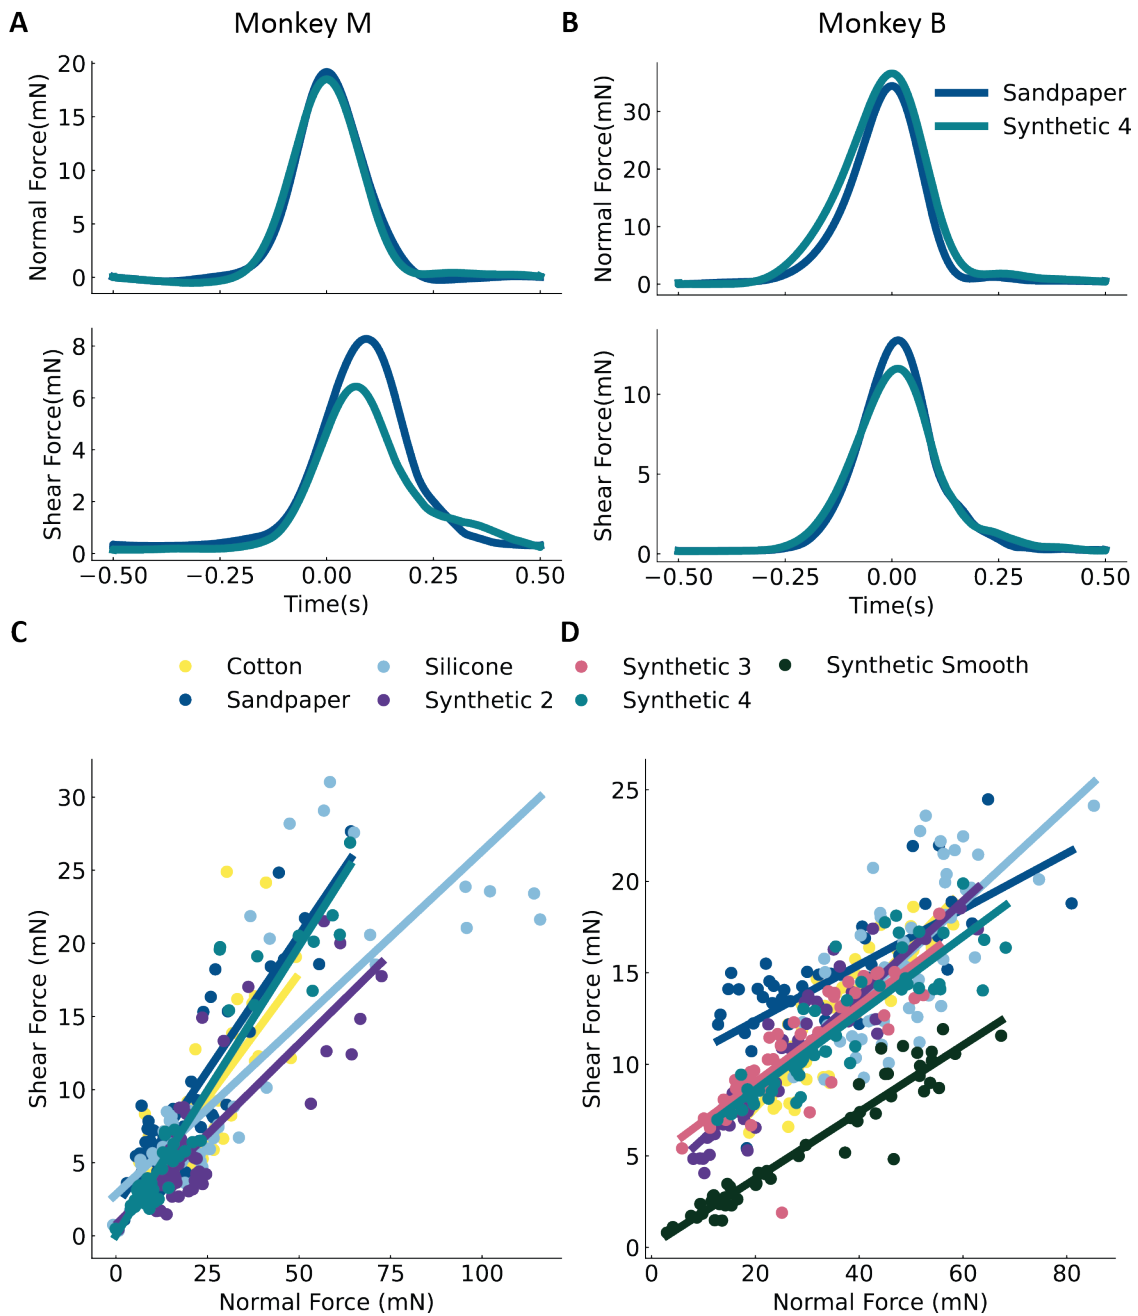 A
Monkey M
B
Monkey B
Normal Force(mN)
20
15
10
5
0
Normal Force(mN)
30
20
10
0
Sandpaper
Synthetic 4
Shear Force(mN)
8
6
4
2
0
−0.50
−0.25
0.00
0.25
0.50
Time(s)
Shear Force(mN)
10
5
0
−0.50
−0.25
0.00
0.25
0.50
Time(s)
C
D
Cotton
Silicone
Synthetic 3
Synthetic Smooth
Sandpaper
Synthetic 2
Synthetic 4
Shear Force (mN)
30
25
20
15
10
5
0
0
25
50
75
100
Normal Force (mN)
Shear Force (mN)
25
20
15
10
5
0
0
20
40
60
80
Normal Force (mN)